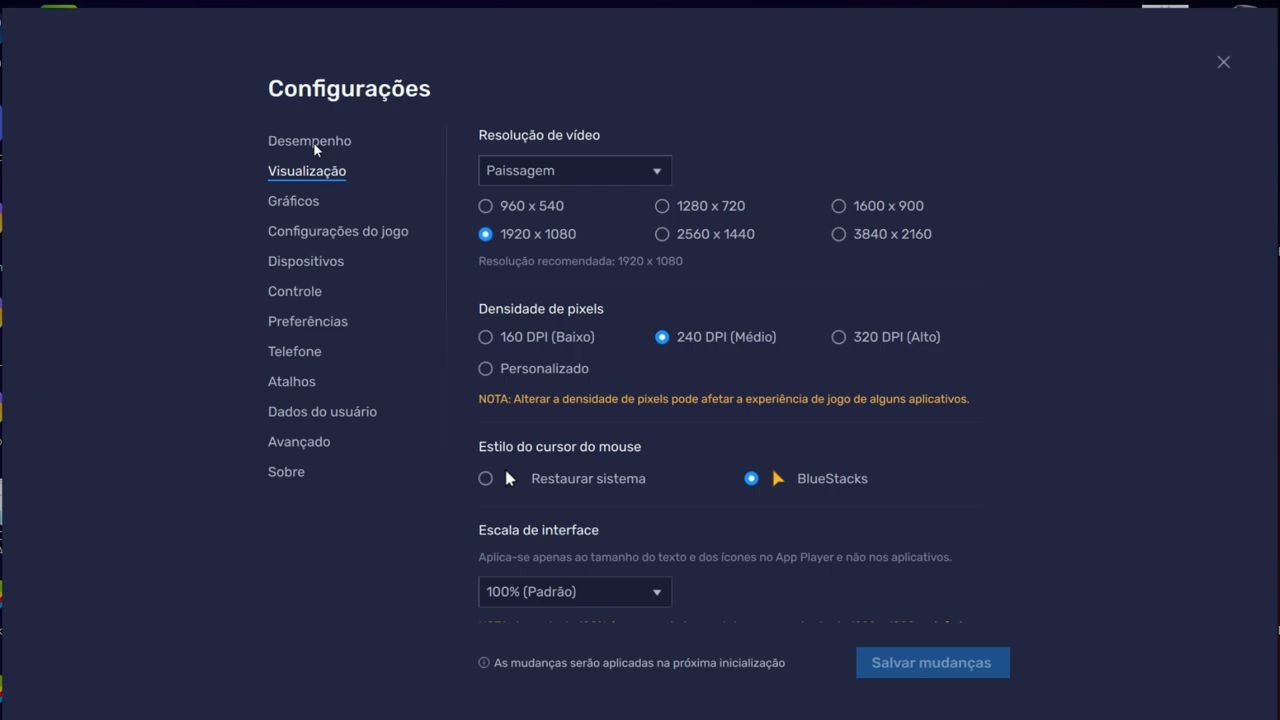 Configurações
Desempenho
Visualização
Gráficos
Configurações do jogo
Dispositivos
Controle
Preferências
Telefone
Atalhos
Dados do usuário
Avançado
Sobre
Resolução de vídeo
Paissagem
960 x 540
1280 x 720
1600 x 900
1920 x 1080
2560 x 1440
3840 x 2160
Resolução recomendada: 1920 x 1080
Densidade de pixels
160 DPI (Baixo)
240 DPI (Médio)
320 DPI (Alto)
Personalizado
NOTA: Alterar a densidade de pixels pode afetar a experiência de jogo de alguns aplicativos.
Estilo do cursor do mouse
Restaurar sistema
BlueStacks
Escala de interface
Aplica-se apenas ao tamanho do texto e dos ícones no App Player e não nos aplicativos.
100% (Padrão)
As mudanças serão aplicadas na próxima inicialização
Salvar mudanças